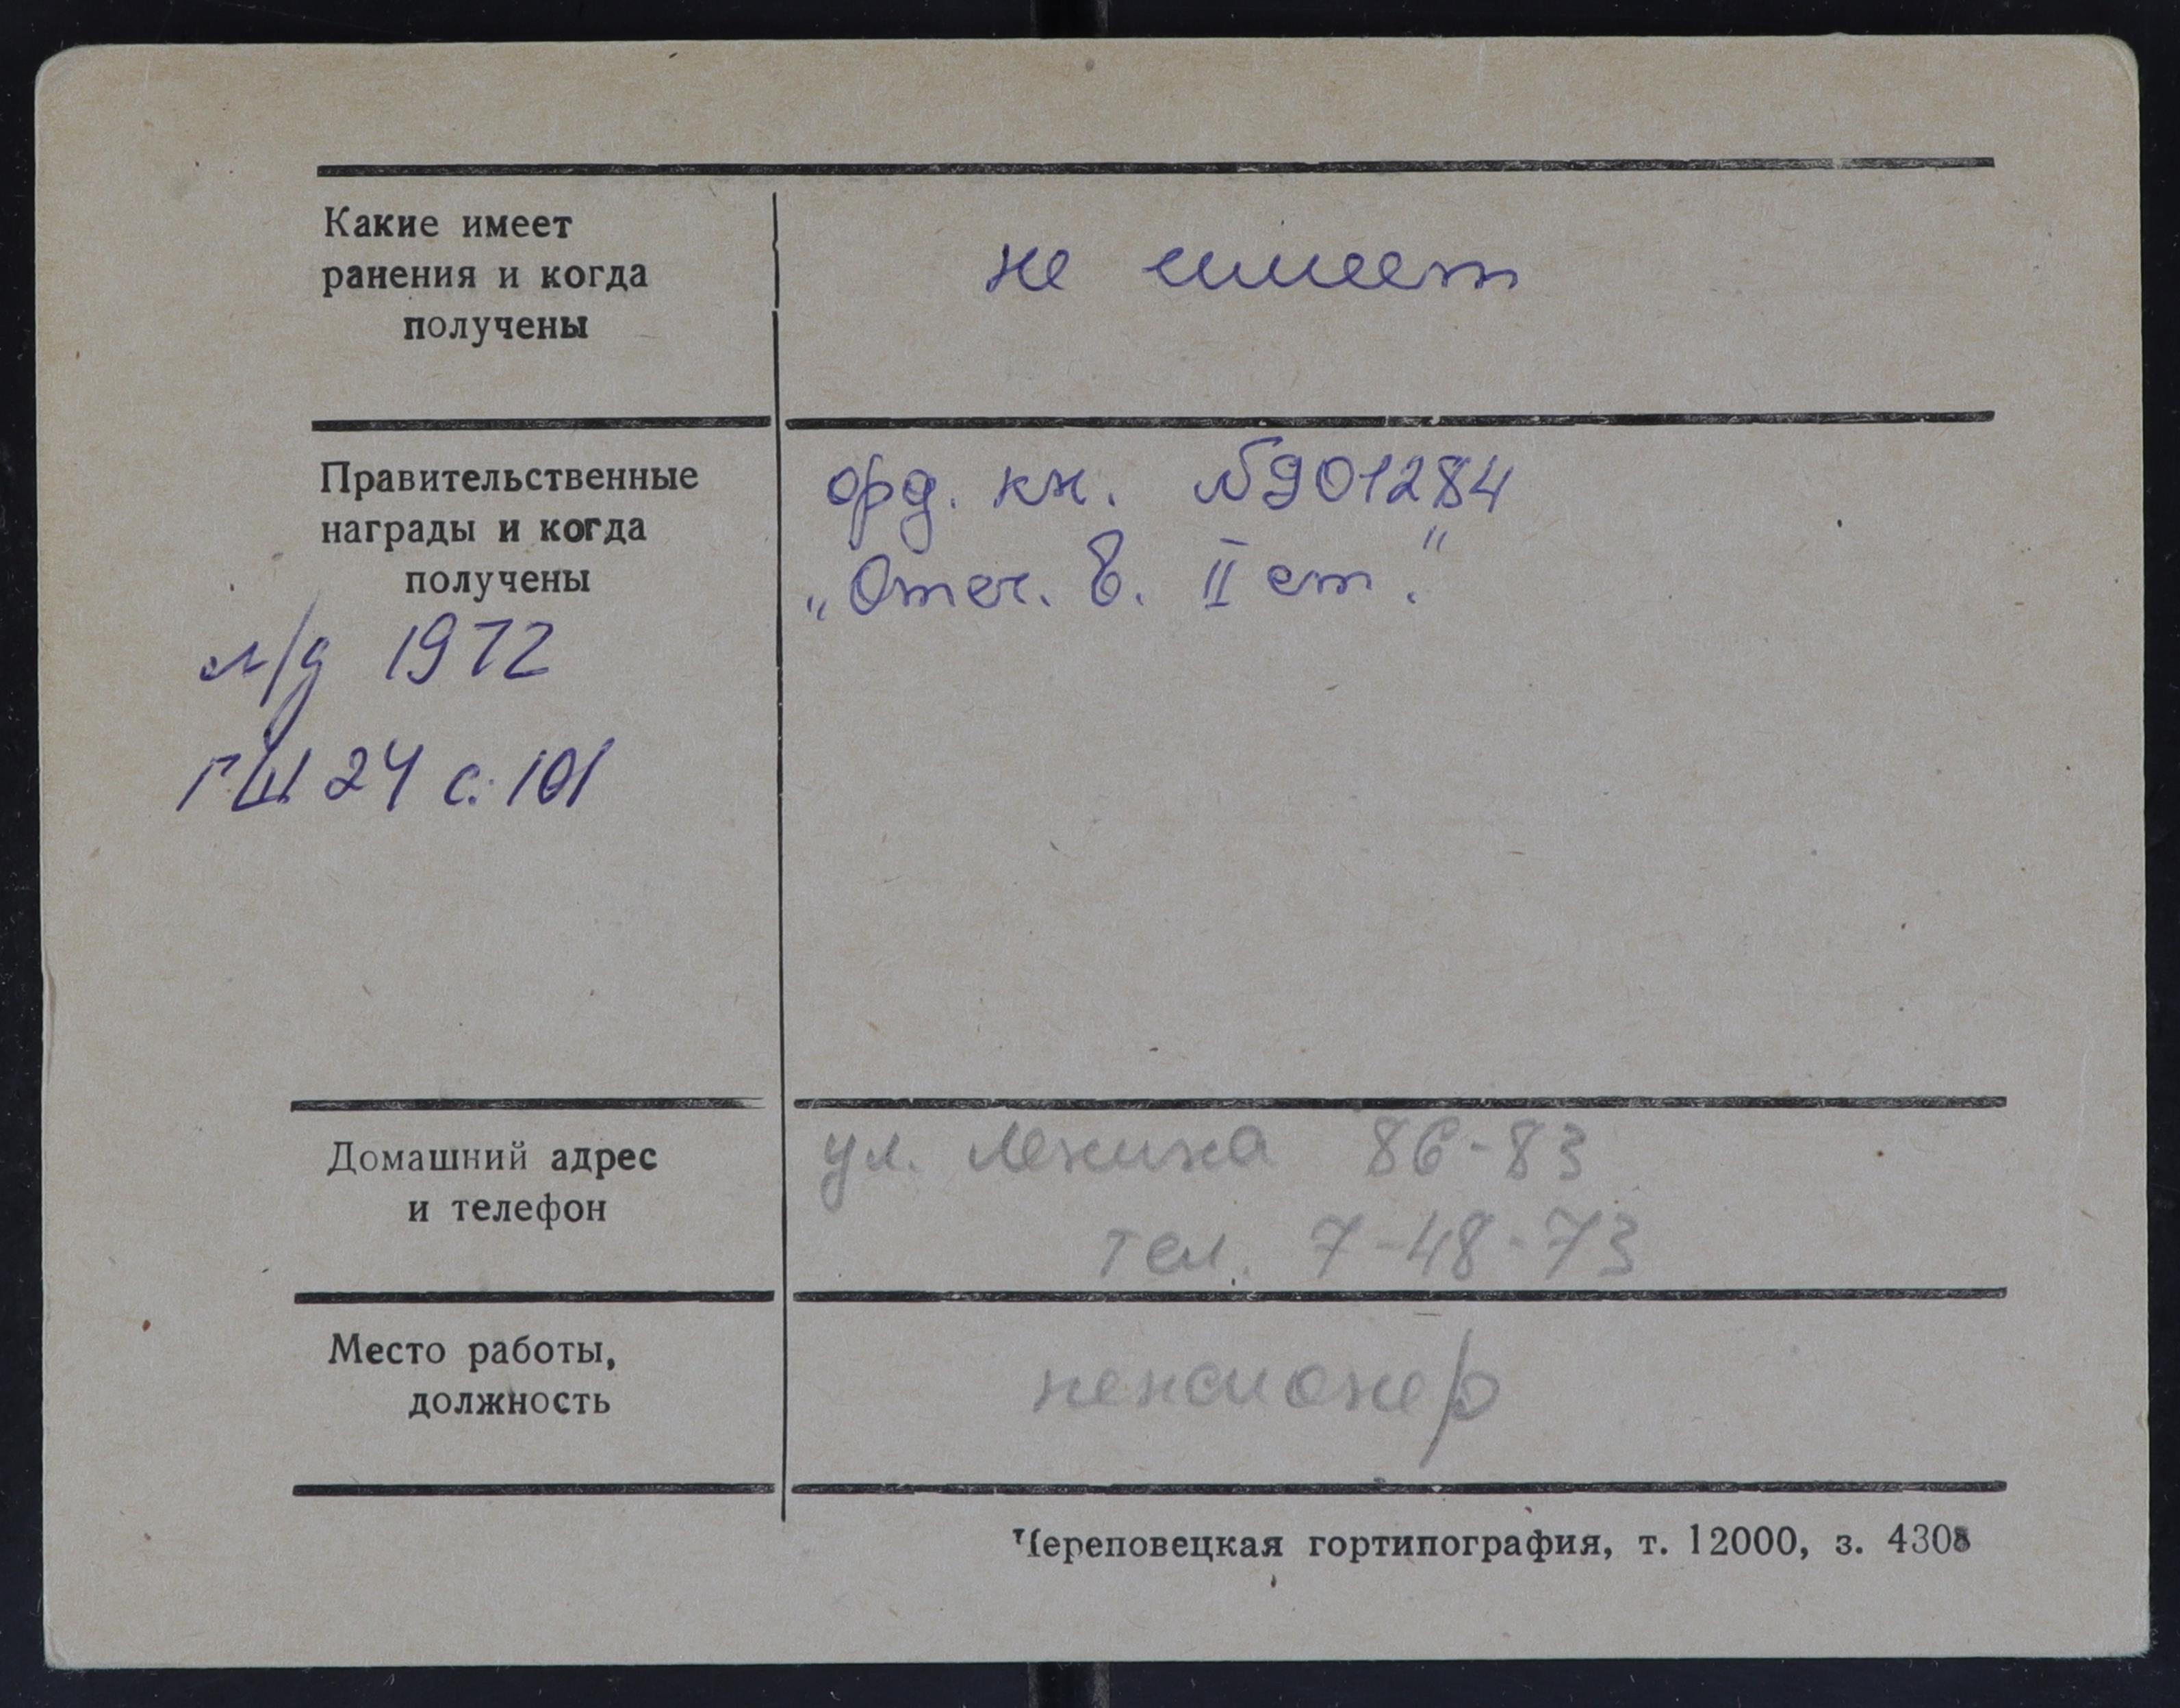 Какие имеет
ранения и когда
получены
не имеет
Правительственные
награды и когда
получены
орд. кн. №901284
„Отеч. в. II ст."
л/д 1972
ГШ 24 с. 101
Домашний адрес
и телефон
ул. Ленина 86-83
тел. 7-48-73
Место работы,
должность
пенсионер
Череповецкая гортипография, т. 12000, з. 4308